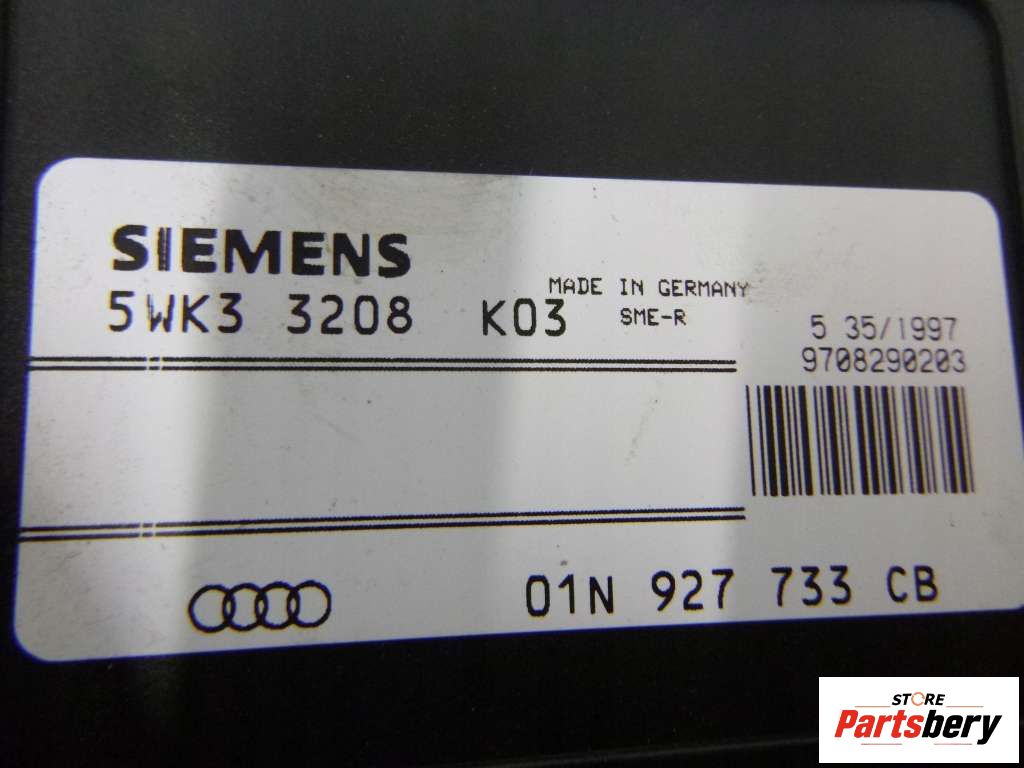 SIEMENS
MADE IN GERMANY
5WK3 3208 K03 SME-R
5 35/1997
9708290203
01N 927 733 CB
STORE
Partsbery